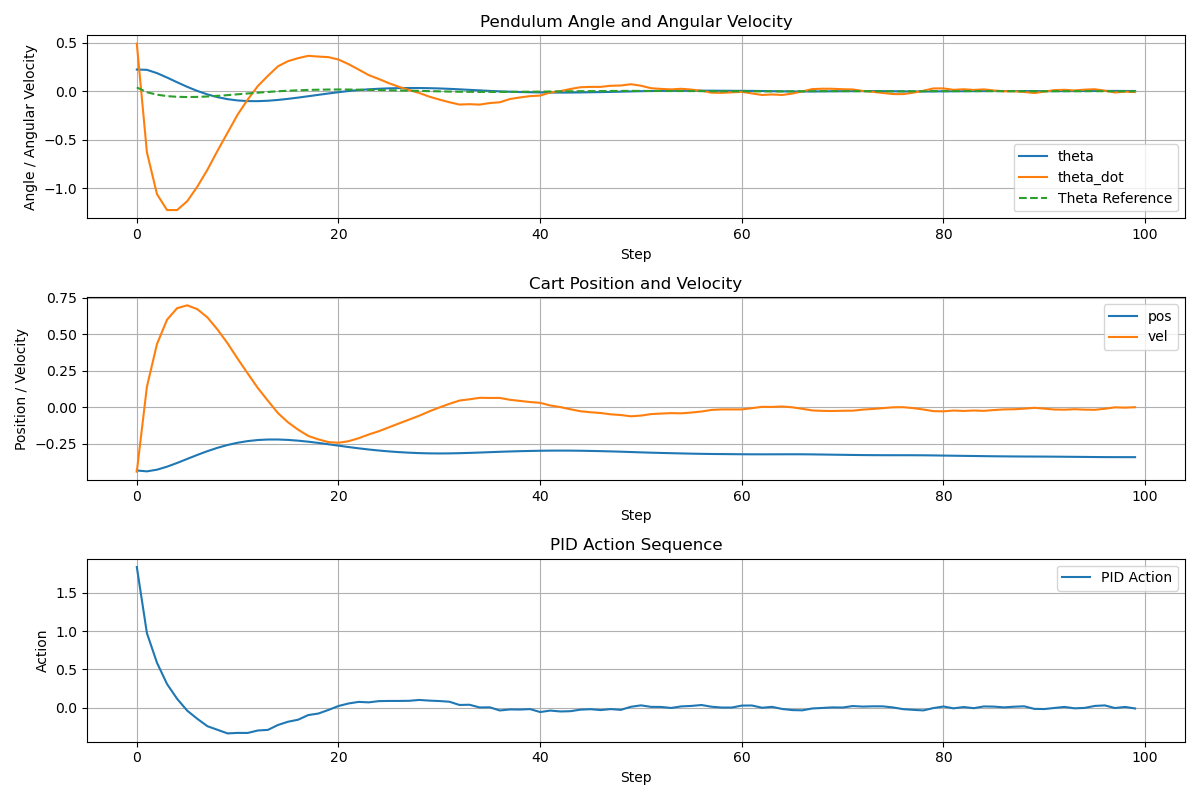 Pendulum Angle and Angular Velocity
Angle / Angular Velocity
0.5
0.0
−0.5
−1.0
theta
theta_dot
Theta Reference
0 20 40 60 80 100
Step
Cart Position and Velocity
Position / Velocity
0.75
0.50
0.25
0.00
−0.25
pos
vel
0 20 40 60 80 100
Step
PID Action Sequence
Action
1.5
1.0
0.5
0.0
PID Action
0 20 40 60 80 100
Step